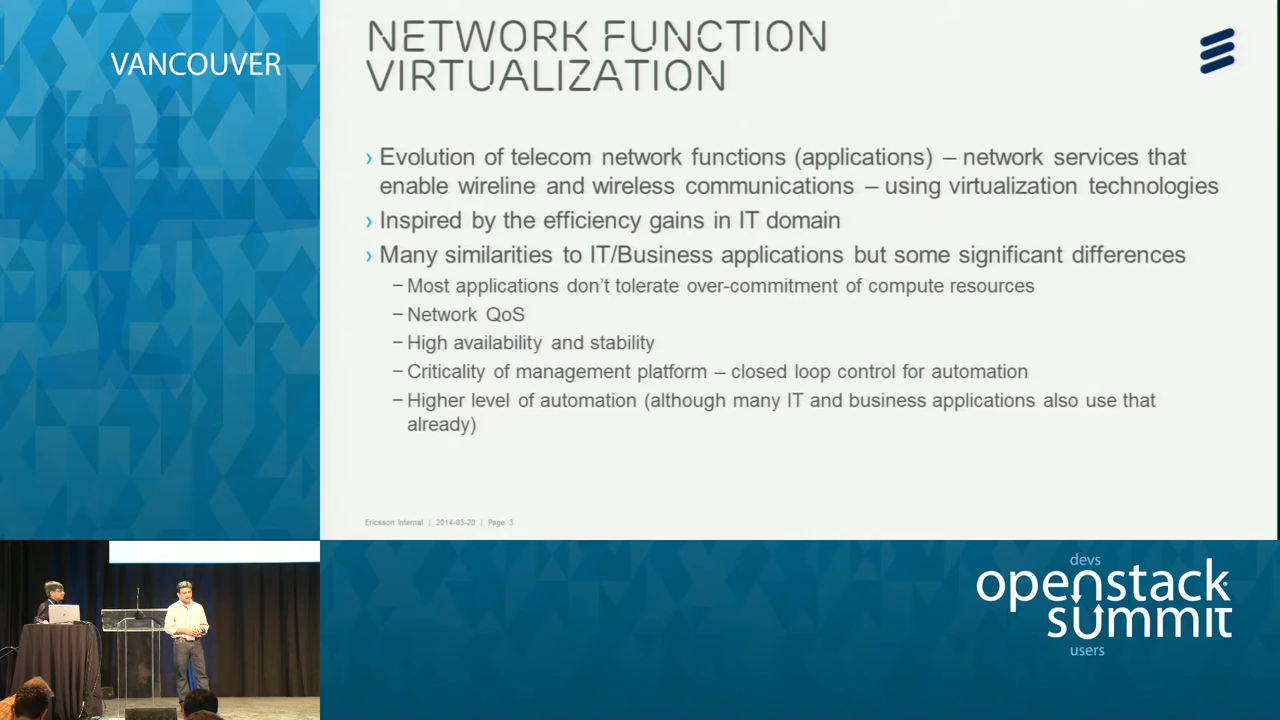 VANCOUVER
NETWORK FUNCTION
VIRTUALIZATION
› Evolution of telecom network functions (applications) – network services that
enable wireline and wireless communications – using virtualization technologies
› Inspired by the efficiency gains in IT domain
› Many similarities to IT/Business applications but some significant differences
– Most applications don't tolerate over-commitment of compute resources
– Network QoS
– High availability and stability
– Criticality of management platform – closed loop control for automation
– Higher level of automation (although many IT and business applications also use that
already)
Ericsson Internal | 2014-03-20 | Page 3
devs
openstack
summit
users